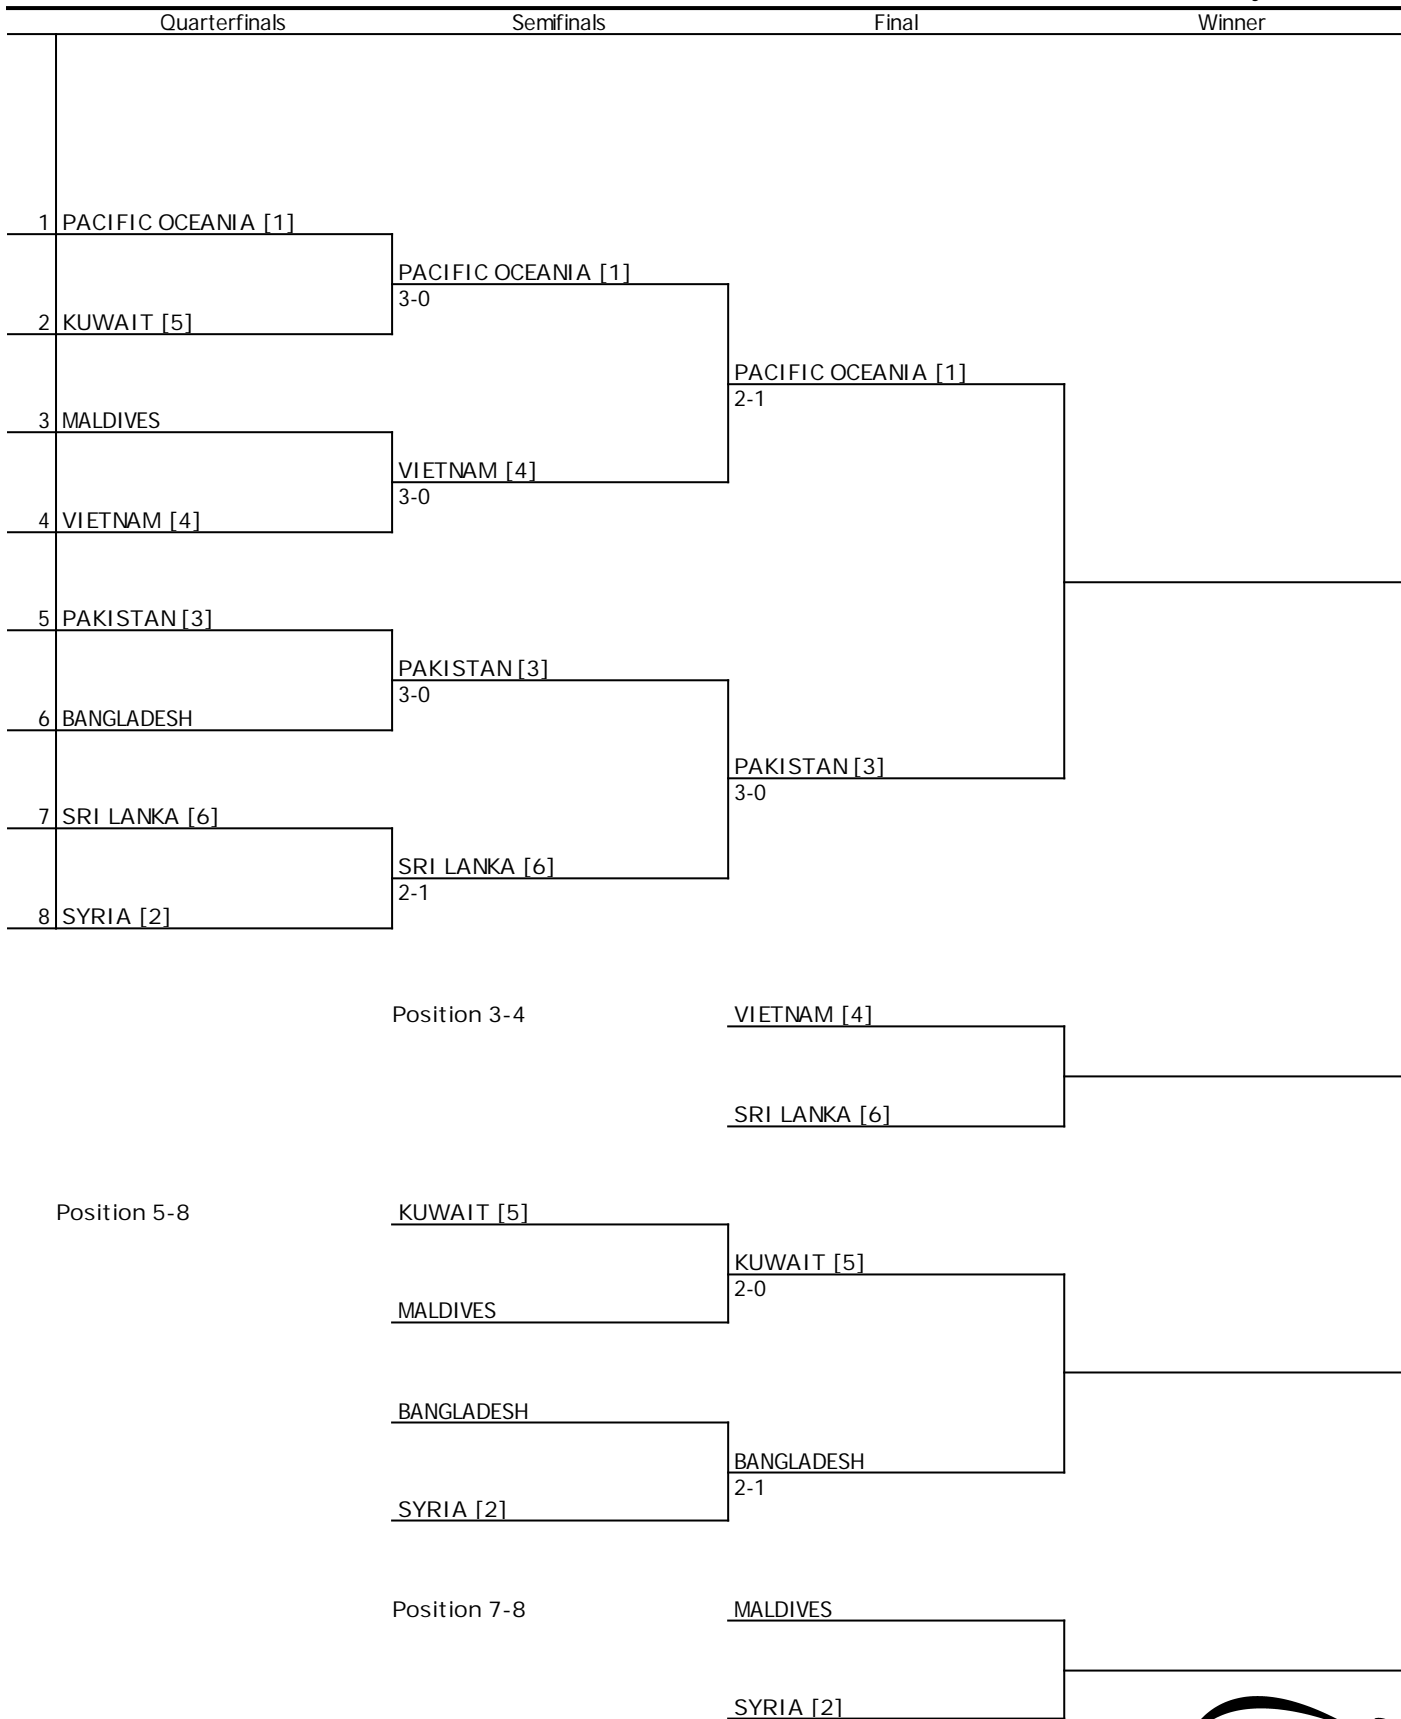 Quarterfinals Semifinals Final Winner
1 PACIFIC OCEANIA [1]
PACIFIC OCEANIA [1]
3-0
2 KUWAIT [5]
PACIFIC OCEANIA [1]
2-1
3 MALDIVES
VIETNAM [4]
3-0
4 VIETNAM [4]
5 PAKISTAN [3]
PAKISTAN [3]
3-0
6 BANGLADESH
PAKISTAN [3]
3-0
7 SRI LANKA [6]
SRI LANKA [6]
2-1
8 SYRIA [2]
Position 3-4 VIETNAM [4]
SRI LANKA [6]
Position 5-8 KUWAIT [5]
KUWAIT [5]
2-0
MALDIVES
BANGLADESH
BANGLADESH
2-1
SYRIA [2]
Position 7-8 MALDIVES
SYRIA [2]